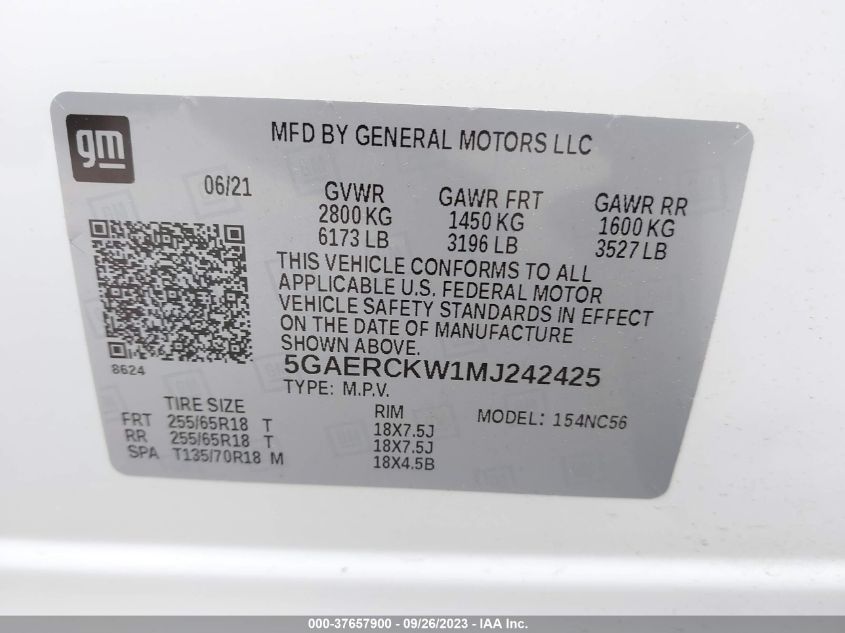 gm
MFD BY GENERAL MOTORS LLC
06/21 GVWR GAWR FRT GAWR RR
2800 KG 1450 KG 1600 KG
6173 LB 3196 LB 3527 LB
THIS VEHICLE CONFORMS TO ALL
APPLICABLE U.S. FEDERAL MOTOR
VEHICLE SAFETY STANDARDS IN EFFECT
ON THE DATE OF MANUFACTURE
SHOWN ABOVE.
8624
5GAERCKW1MJ242425
TYPE: M.P.V.
TIRE SIZE RIM MODEL: 154NC56
FRT 255/65R18 T 18X7.5J
RR 255/65R18 T 18X7.5J
SPA T135/70R18 M 18X4.5B
000-37657900 - 09/26/2023 - IAA Inc.